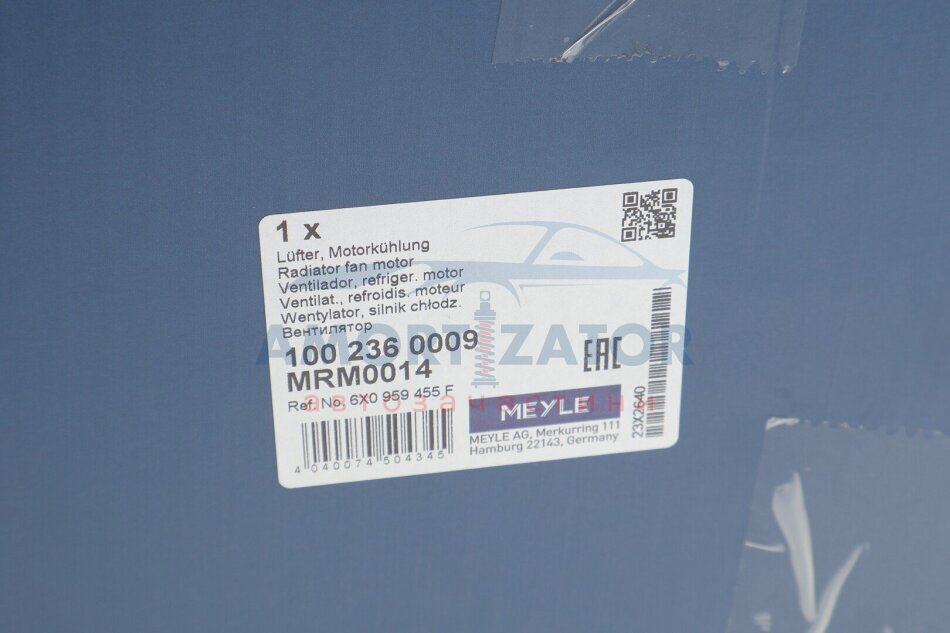 1 x
Lüfter, Motorkühlung
Radiator fan motor
Ventilador, refriger. motor
Ventilat., refroidis. moteur
Wentylator, silnik chłodz.
Вентилятор
100 236 0009
MRM0014
Ref. No. 6X0 959 455 F
4 040074 504345
EAC
MEYLE
MEYLE AG, Merkurring 111
Hamburg 22143, Germany
23X2640
AMORTIZATOR
автозапчастини